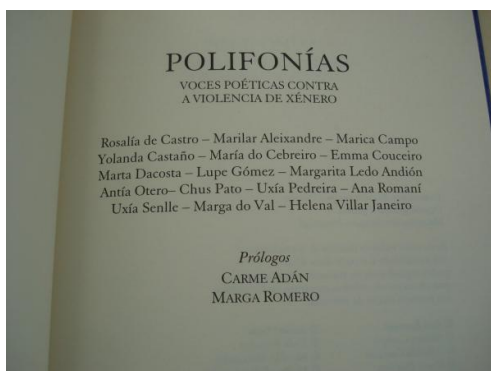 POLIFONÍAS
VOCES POÉTICAS CONTRA
A VIOLENCIA DE XÉNERO
Rosalía de Castro – Marilar Aleixandre – Marica Campo
Yolanda Castaño – María do Cebreiro – Emma Couceiro
Marta Dacosta – Lupe Gómez – Margarita Ledo Andión
Antía Otero– Chus Pato – Uxía Pedreira – Ana Romaní
Uxía Senlle – Marga do Val – Helena Villar Janeiro
Prólogos
CARME ADÁN
MARGA ROMERO